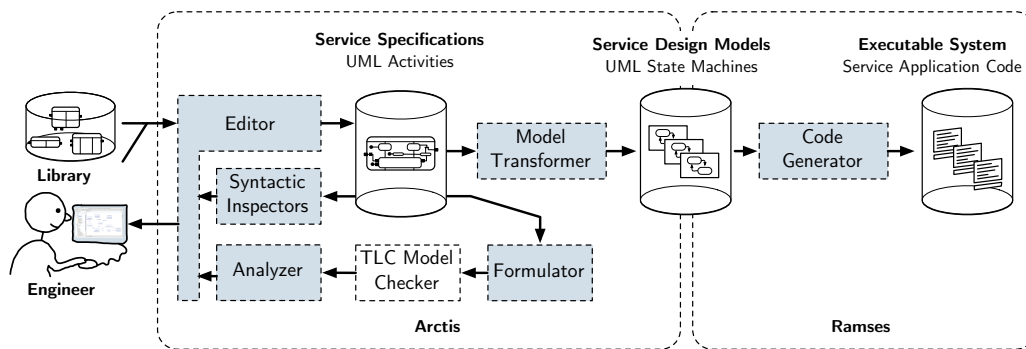 Service Specifications
UML Activities
Service Design Models
UML State Machines
Executable System
Service Application Code
Library
Editor
Model
Transformer
Code
Generator
Syntactic
Inspectors
Engineer
Analyzer
TLC Model
Checker
Formulator
Arctis
Ramses